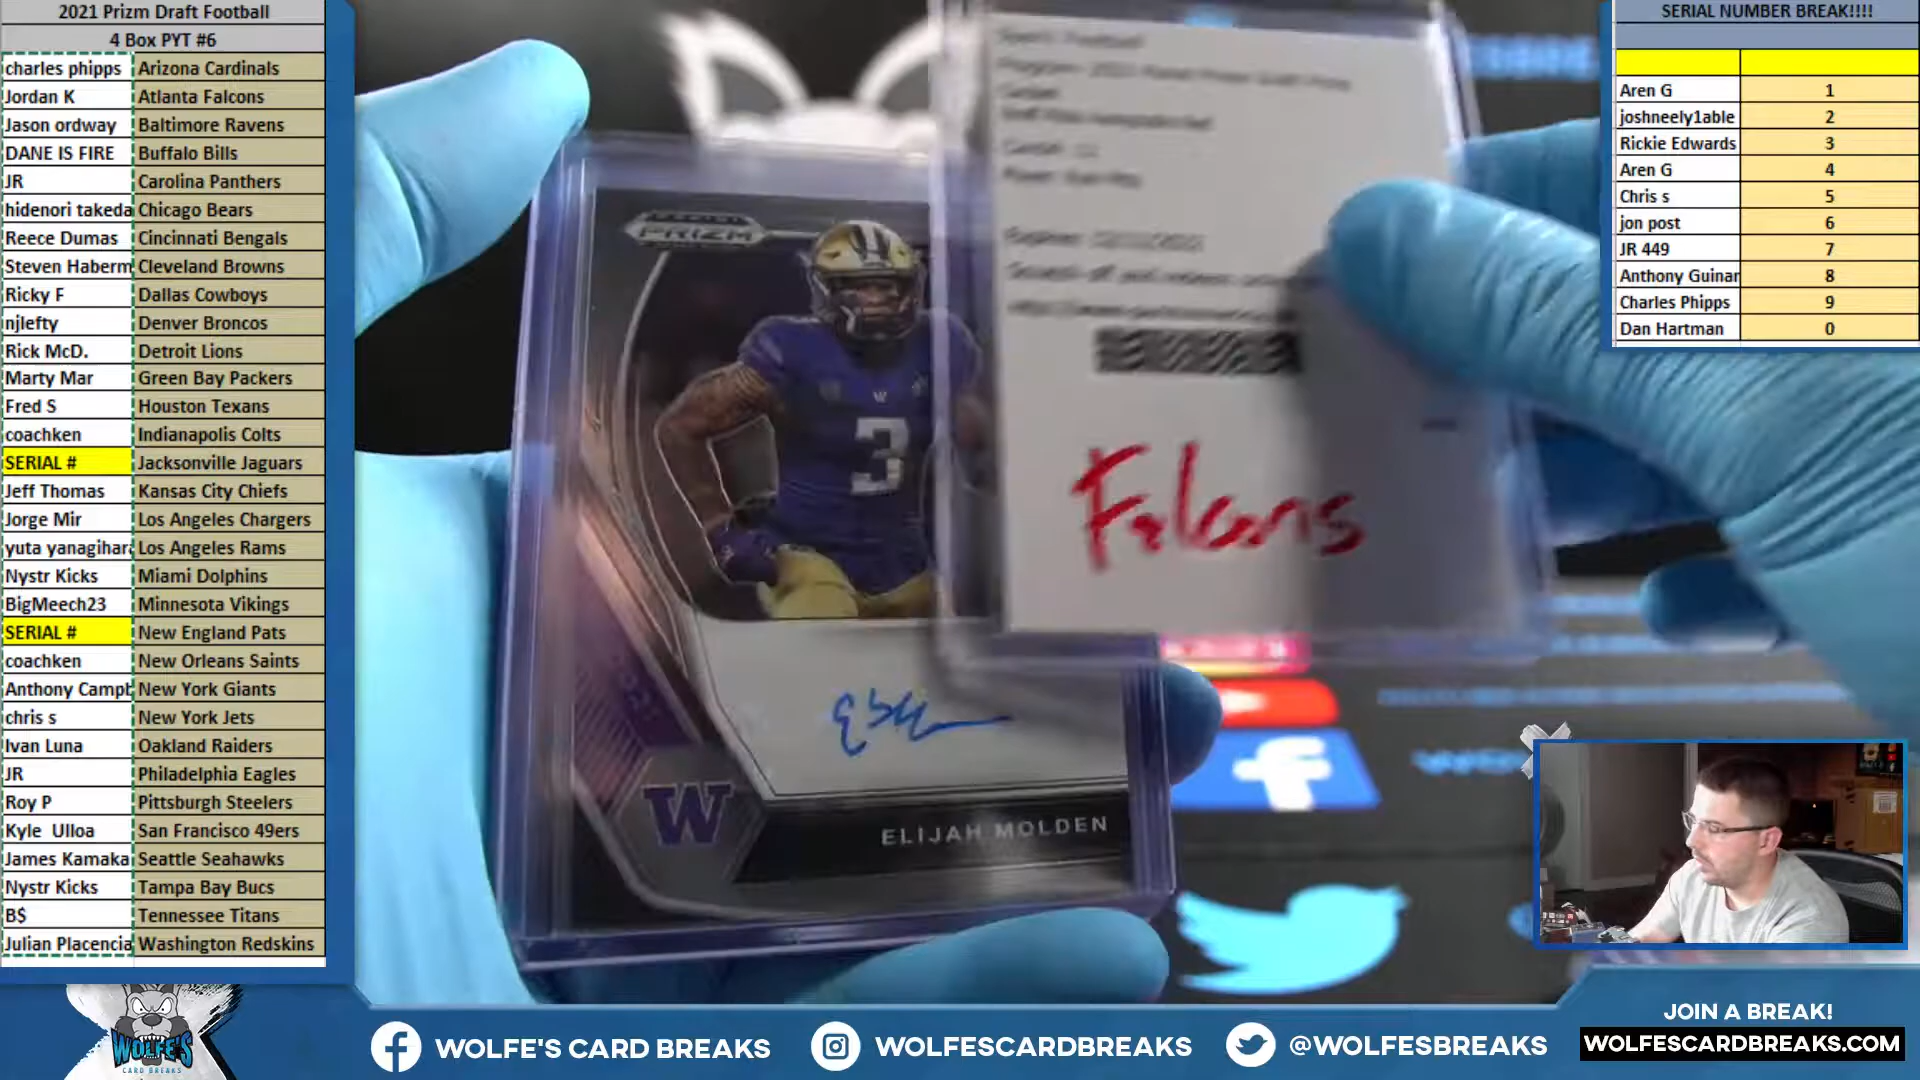 2021 Prizm Draft Football
4 Box PYT #6
charles phipps Arizona Cardinals
Jordan K Atlanta Falcons
Jason ordway Baltimore Ravens
DANE IS FIRE Buffalo Bills
JR Carolina Panthers
hidenori takeda Chicago Bears
Reece Dumas Cincinnati Bengals
Steven Haberm Cleveland Browns
Ricky F Dallas Cowboys
njlefty Denver Broncos
Rick McD. Detroit Lions
Marty Mar Green Bay Packers
Fred S Houston Texans
coachken Indianapolis Colts
SERIAL # Jacksonville Jaguars
Jeff Thomas Kansas City Chiefs
Jorge Mir Los Angeles Chargers
yuta yanagihara Los Angeles Rams
Nystr Kicks Miami Dolphins
BigMeech23 Minnesota Vikings
SERIAL # New England Pats
coachken New Orleans Saints
Anthony Campb New York Giants
chris s New York Jets
Ivan Luna Oakland Raiders
JR Philadelphia Eagles
Roy P Pittsburgh Steelers
Kyle Ulloa San Francisco 49ers
James Kamaka Seattle Seahawks
Nystr Kicks Tampa Bay Bucs
B$ Tennessee Titans
Julian Placencia Washington Redskins
PRIZM
W
3
W
ELIJAH MOLDEN
Falcons
SERIAL NUMBER BREAK!!!!
Aren G 1
joshneely1able 2
Rickie Edwards 3
Aren G 4
Chris s 5
jon post 6
JR 449 7
Anthony Guinar 8
Charles Phipps 9
Dan Hartman 0
WOLFE'S
CARD BREAKS
WOLFE'S CARD BREAKS
WOLFESCARDBREAKS
@WOLFESBREAKS
JOIN A BREAK!
WOLFESCARDBREAKS.COM